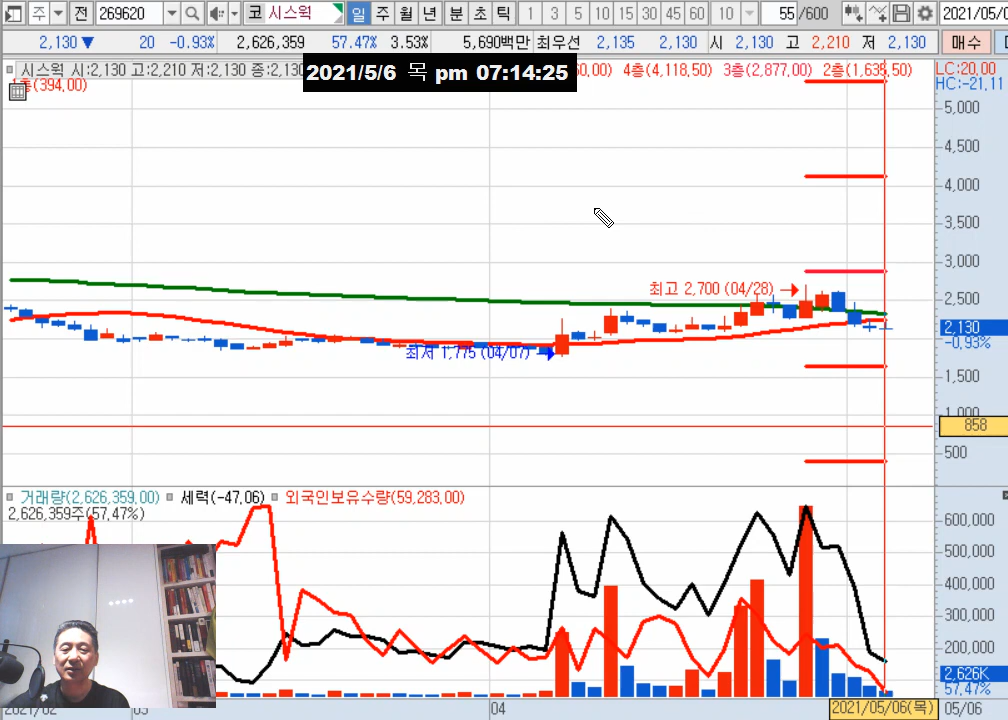 주 전 269620 코 시스웍 일 주 월 년 분 초 틱 1 3 5 10 15 30 45 60 10 55 /600 2021/05/0
2,130▼ 20 -0.93% 2,626,359 57.47% 3.53% 5,690백만 최우선 2,135 2,130 시 2,130 고 2,210 저 2,130 매수
시스웍 시:2,130 고:2,210 저:2,130 종:2,130 4층(4,118,50) 3층(2,877,00) 2층(1,635,50) LC:20,00
2021/5/6 목 pm 07:14:25
(394,00) HC:-21,11
5,000
4,500
4,000
3,500
3,000
최고 2,700 (04/28)
2,500
2,130
-0,93%
최저 1,775 (04/07)
1,500
1,000
858
500
거래량(2,626,359,00) 세력(-47,06) 외국인보유수량(59,283,00)
2,626,359주(57,47%)
600,000
500,000
400,000
300,000
200,000
2,626K
57,47%
2021/02 03 04 2021/05/06(목) 05/06